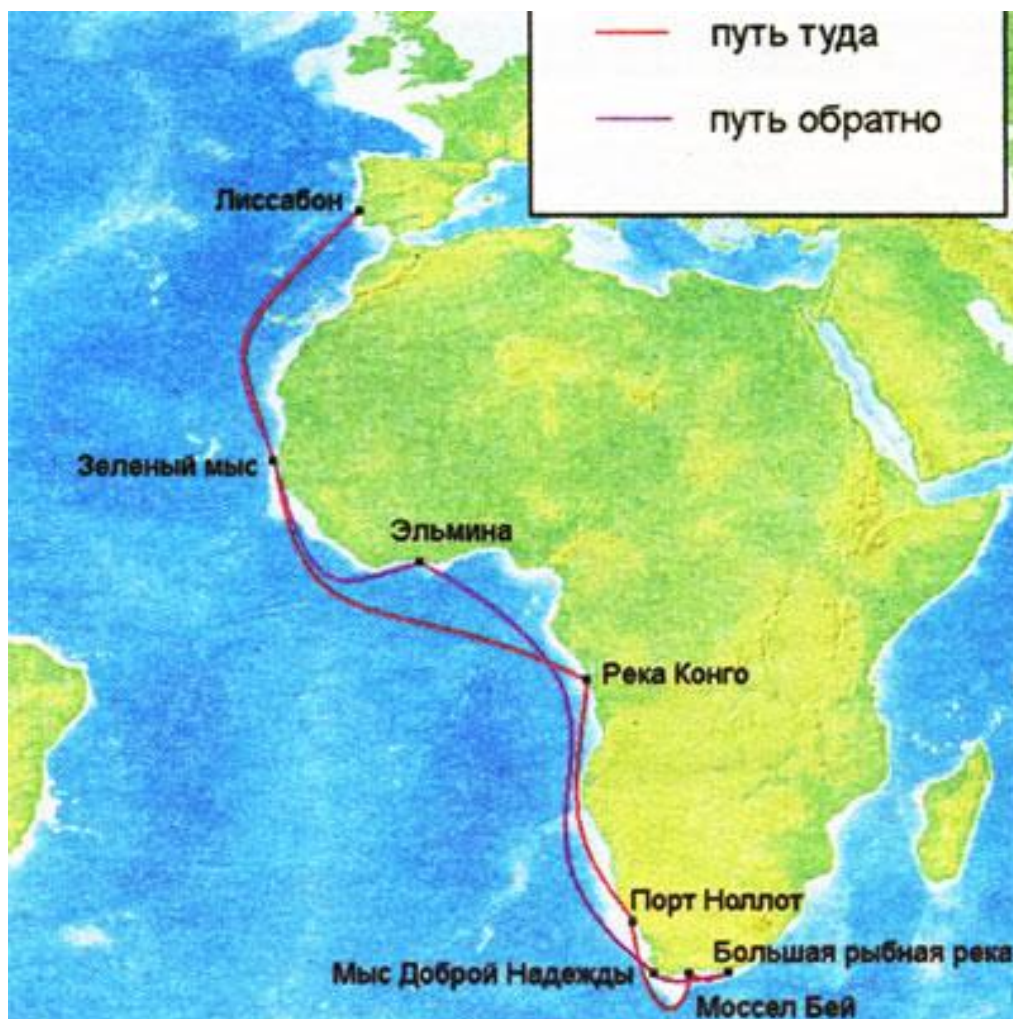 путь туда
путь обратно
Лиссабон
Зеленый мыс
Эльмина
Река Конго
Порт Ноллот
Большая рыбная река
Мыс Доброй Надежды
Моссел Бей